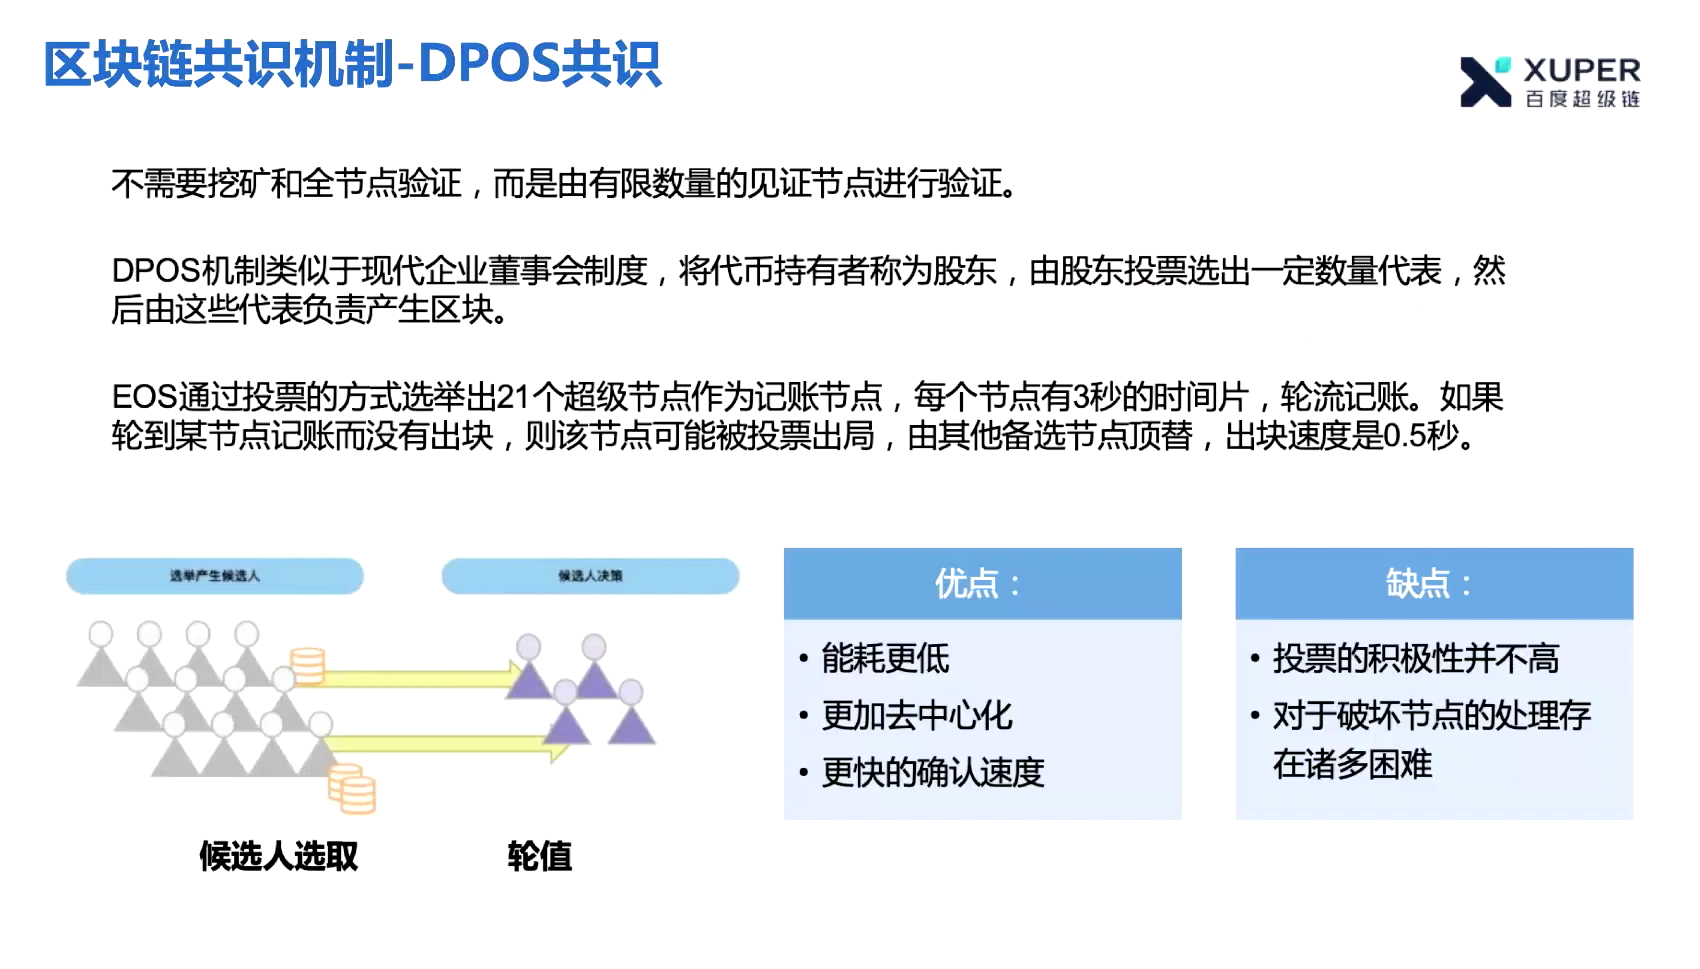 区块链共识机制-DPOS共识
XUPER
百度超级链
不需要挖矿和全节点验证，而是由有限数量的见证节点进行验证。
DPOS机制类似于现代企业董事会制度，将代币持有者称为股东，由股东投票选出一定数量代表，然
后由这些代表负责产生区块。
EOS通过投票的方式选举出21个超级节点作为记账节点，每个节点有3秒的时间片，轮流记账。如果
轮到某节点记账而没有出块，则该节点可能被投票出局，由其他备选节点顶替，出块速度是0.5秒。
选举产生候选人
候选人决策
候选人选取
轮值
优点：
• 能耗更低
• 更加去中心化
• 更快的确认速度
缺点：
• 投票的积极性并不高
• 对于破坏节点的处理存
在诸多困难